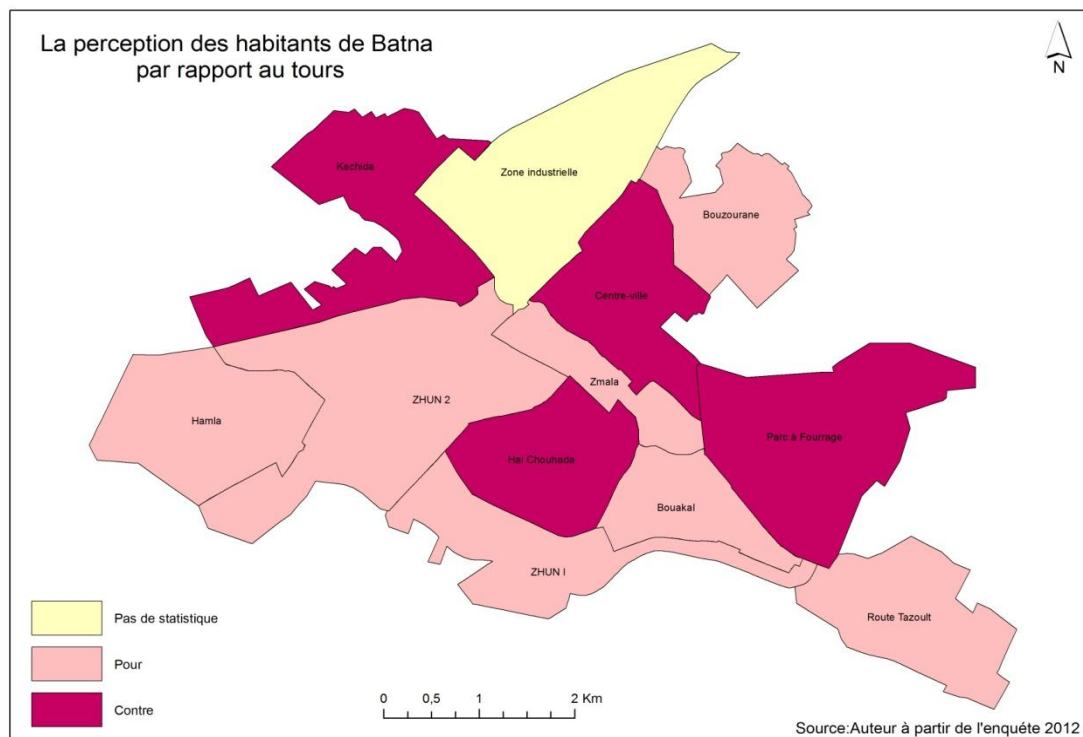 La perception des habitants de Batna
par rapport au tours
N
Kechida
Zone industrielle
Bouzourane
Centre-ville
Zmala
ZHUN 2
Hamla
Parc à Fourrage
Hai Chouhada
Bouakal
ZHUN I
Route Tazoult
Pas de statistique
Pour
Contre
0 0,5 1 2 Km
Source:Auteur à partir de l'enquéte 2012